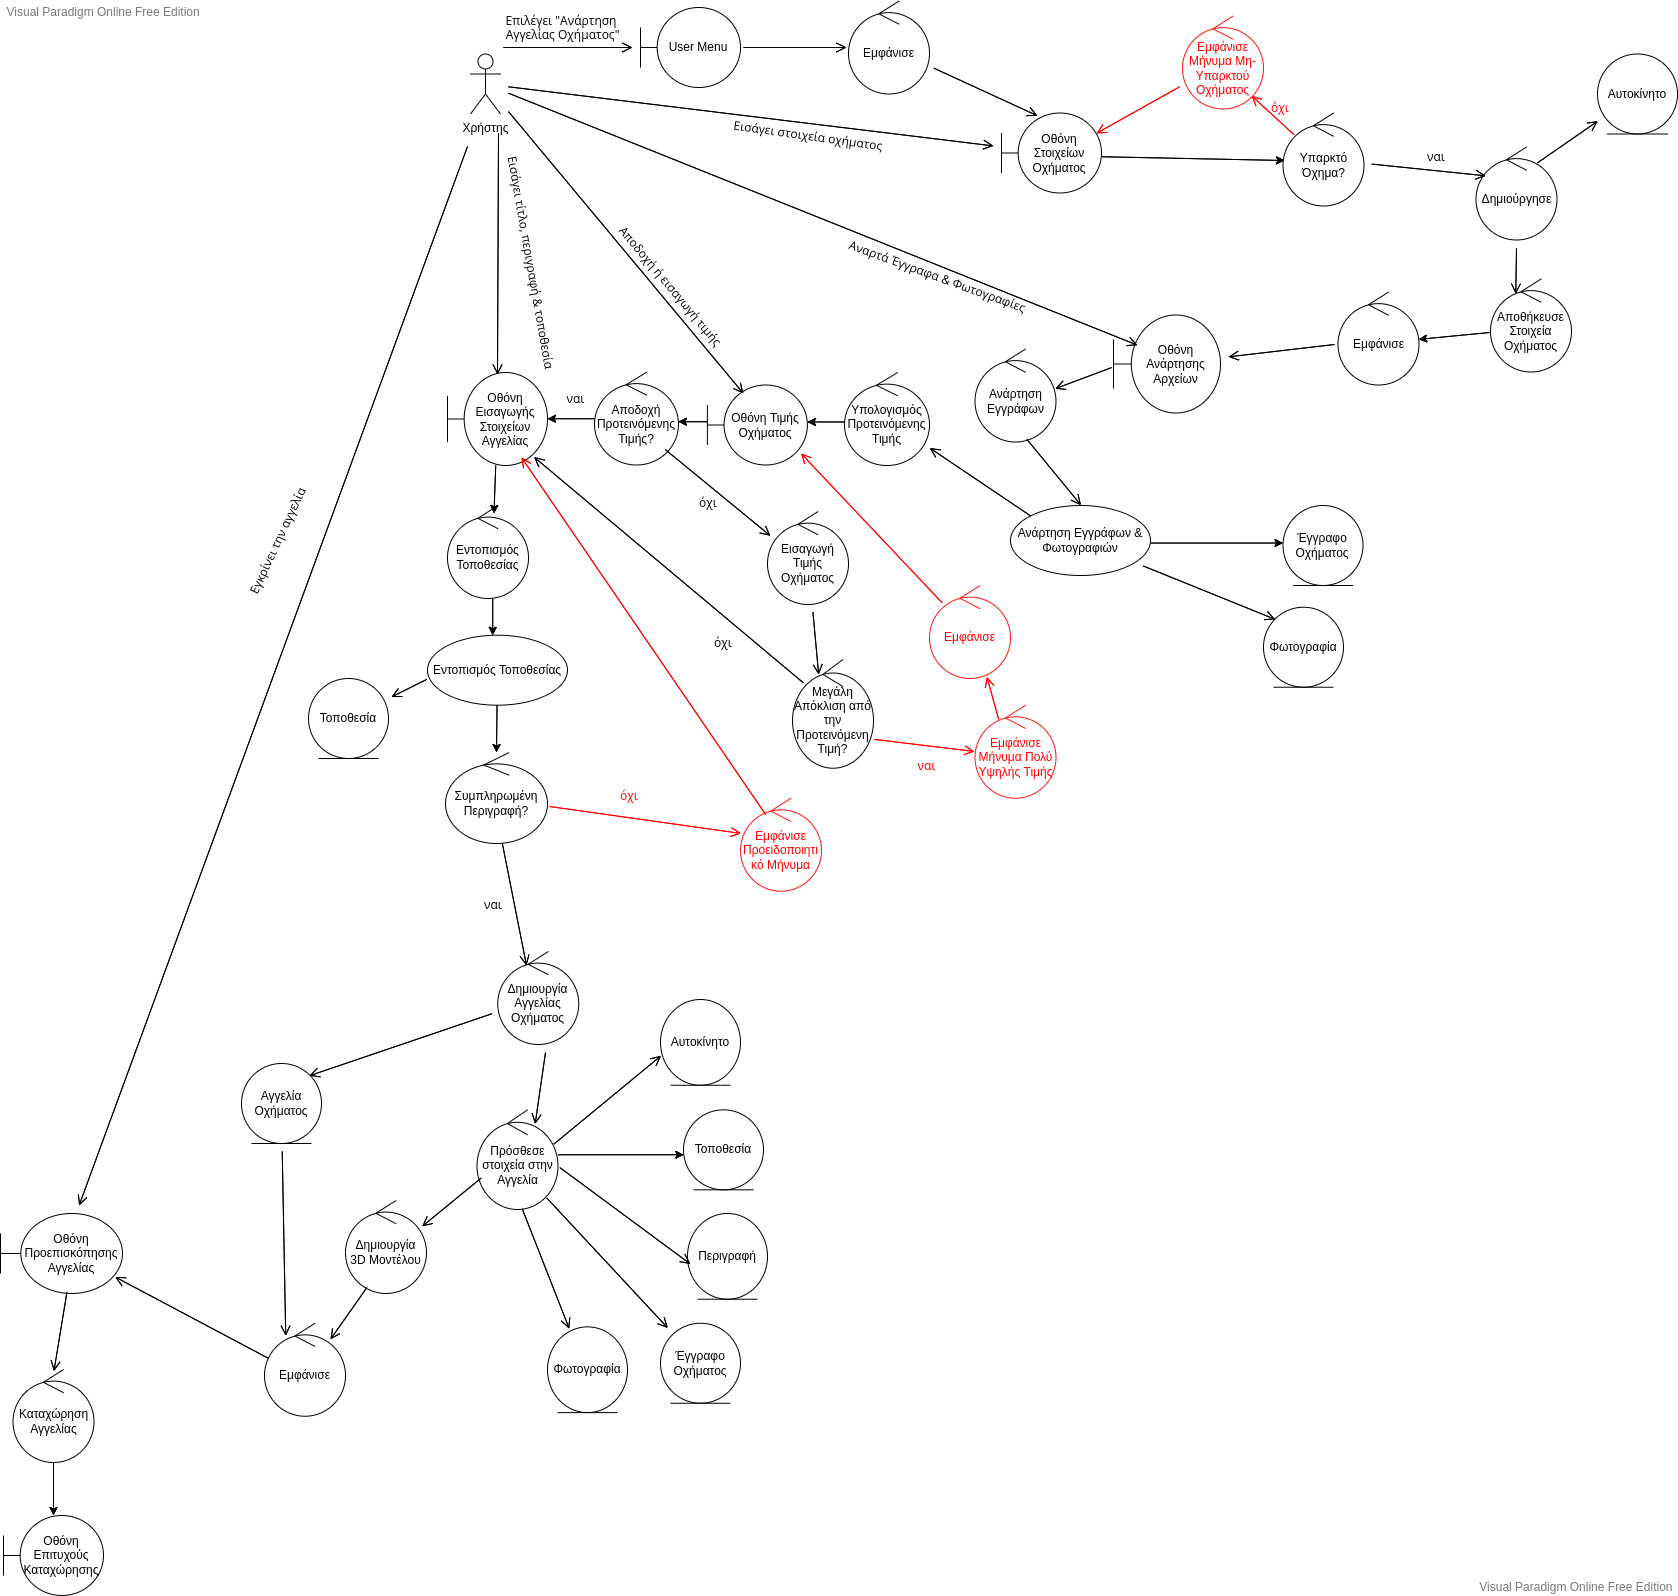 Visual Paradigm Online Free Edition
Επιλέγει "Ανάρτηση
Αγγελίας Οχήματος"
User Menu
Εμφάνισε
Εμφάνισε
Μήνυμα Μη-
Υπαρκτού
Οχήματος
όχι
Αυτοκίνητο
Χρήστης
Εισάγει στοιχεία οχήματος
Οθόνη
Στοιχείων
Οχήματος
Υπαρκτό
Όχημα?
ναι
Δημιούργησε
Εισάγει τίτλο, περιγραφή & τοποθεσία
Αποδοχή ή εισαγωγή τιμής
Αναρτά Έγγραφα & Φωτογραφίες
Αποθήκευσε
Στοιχεία
Οχήματος
Εμφάνισε
Οθόνη
Ανάρτησης
Αρχείων
Ανάρτηση
Εγγράφων
Υπολογισμός
Προτεινόμενης
Τιμής
Οθόνη Τιμής
Οχήματος
Αποδοχή
Προτεινόμενης
Τιμής?
ναι
Οθόνη
Εισαγωγής
Στοιχείων
Αγγελίας
όχι
Εγκρίνει την αγγελία
Εντοπισμός
Τοποθεσίας
Εισαγωγή
Τιμής
Οχήματος
Ανάρτηση Εγγράφων &
Φωτογραφιών
Έγγραφο
Οχήματος
Φωτογραφία
Εμφάνισε
όχι
Εντοπισμός Τοποθεσίας
Τοποθεσία
Μεγάλη
Απόκλιση από
την
Προτεινόμενη
Τιμή?
ναι
Εμφάνισε
Μήνυμα Πολύ
Υψηλής Τιμής
Συμπληρωμένη
Περιγραφή?
όχι
Εμφάνισε
Προειδοποιητι
κό Μήνυμα
ναι
Δημιουργία
Αγγελίας
Οχήματος
Αυτοκίνητο
Αγγελία
Οχήματος
Πρόσθεσε
στοιχεία στην
Αγγελία
Τοποθεσία
Δημιουργία
3D Μοντέλου
Περιγραφή
Οθόνη
Προεπισκόπησης
Αγγελίας
Εμφάνισε
Φωτογραφία
Έγγραφο
Οχήματος
Καταχώρηση
Αγγελίας
Οθόνη
Επιτυχούς
Καταχώρησης
Visual Paradigm Online Free Edition